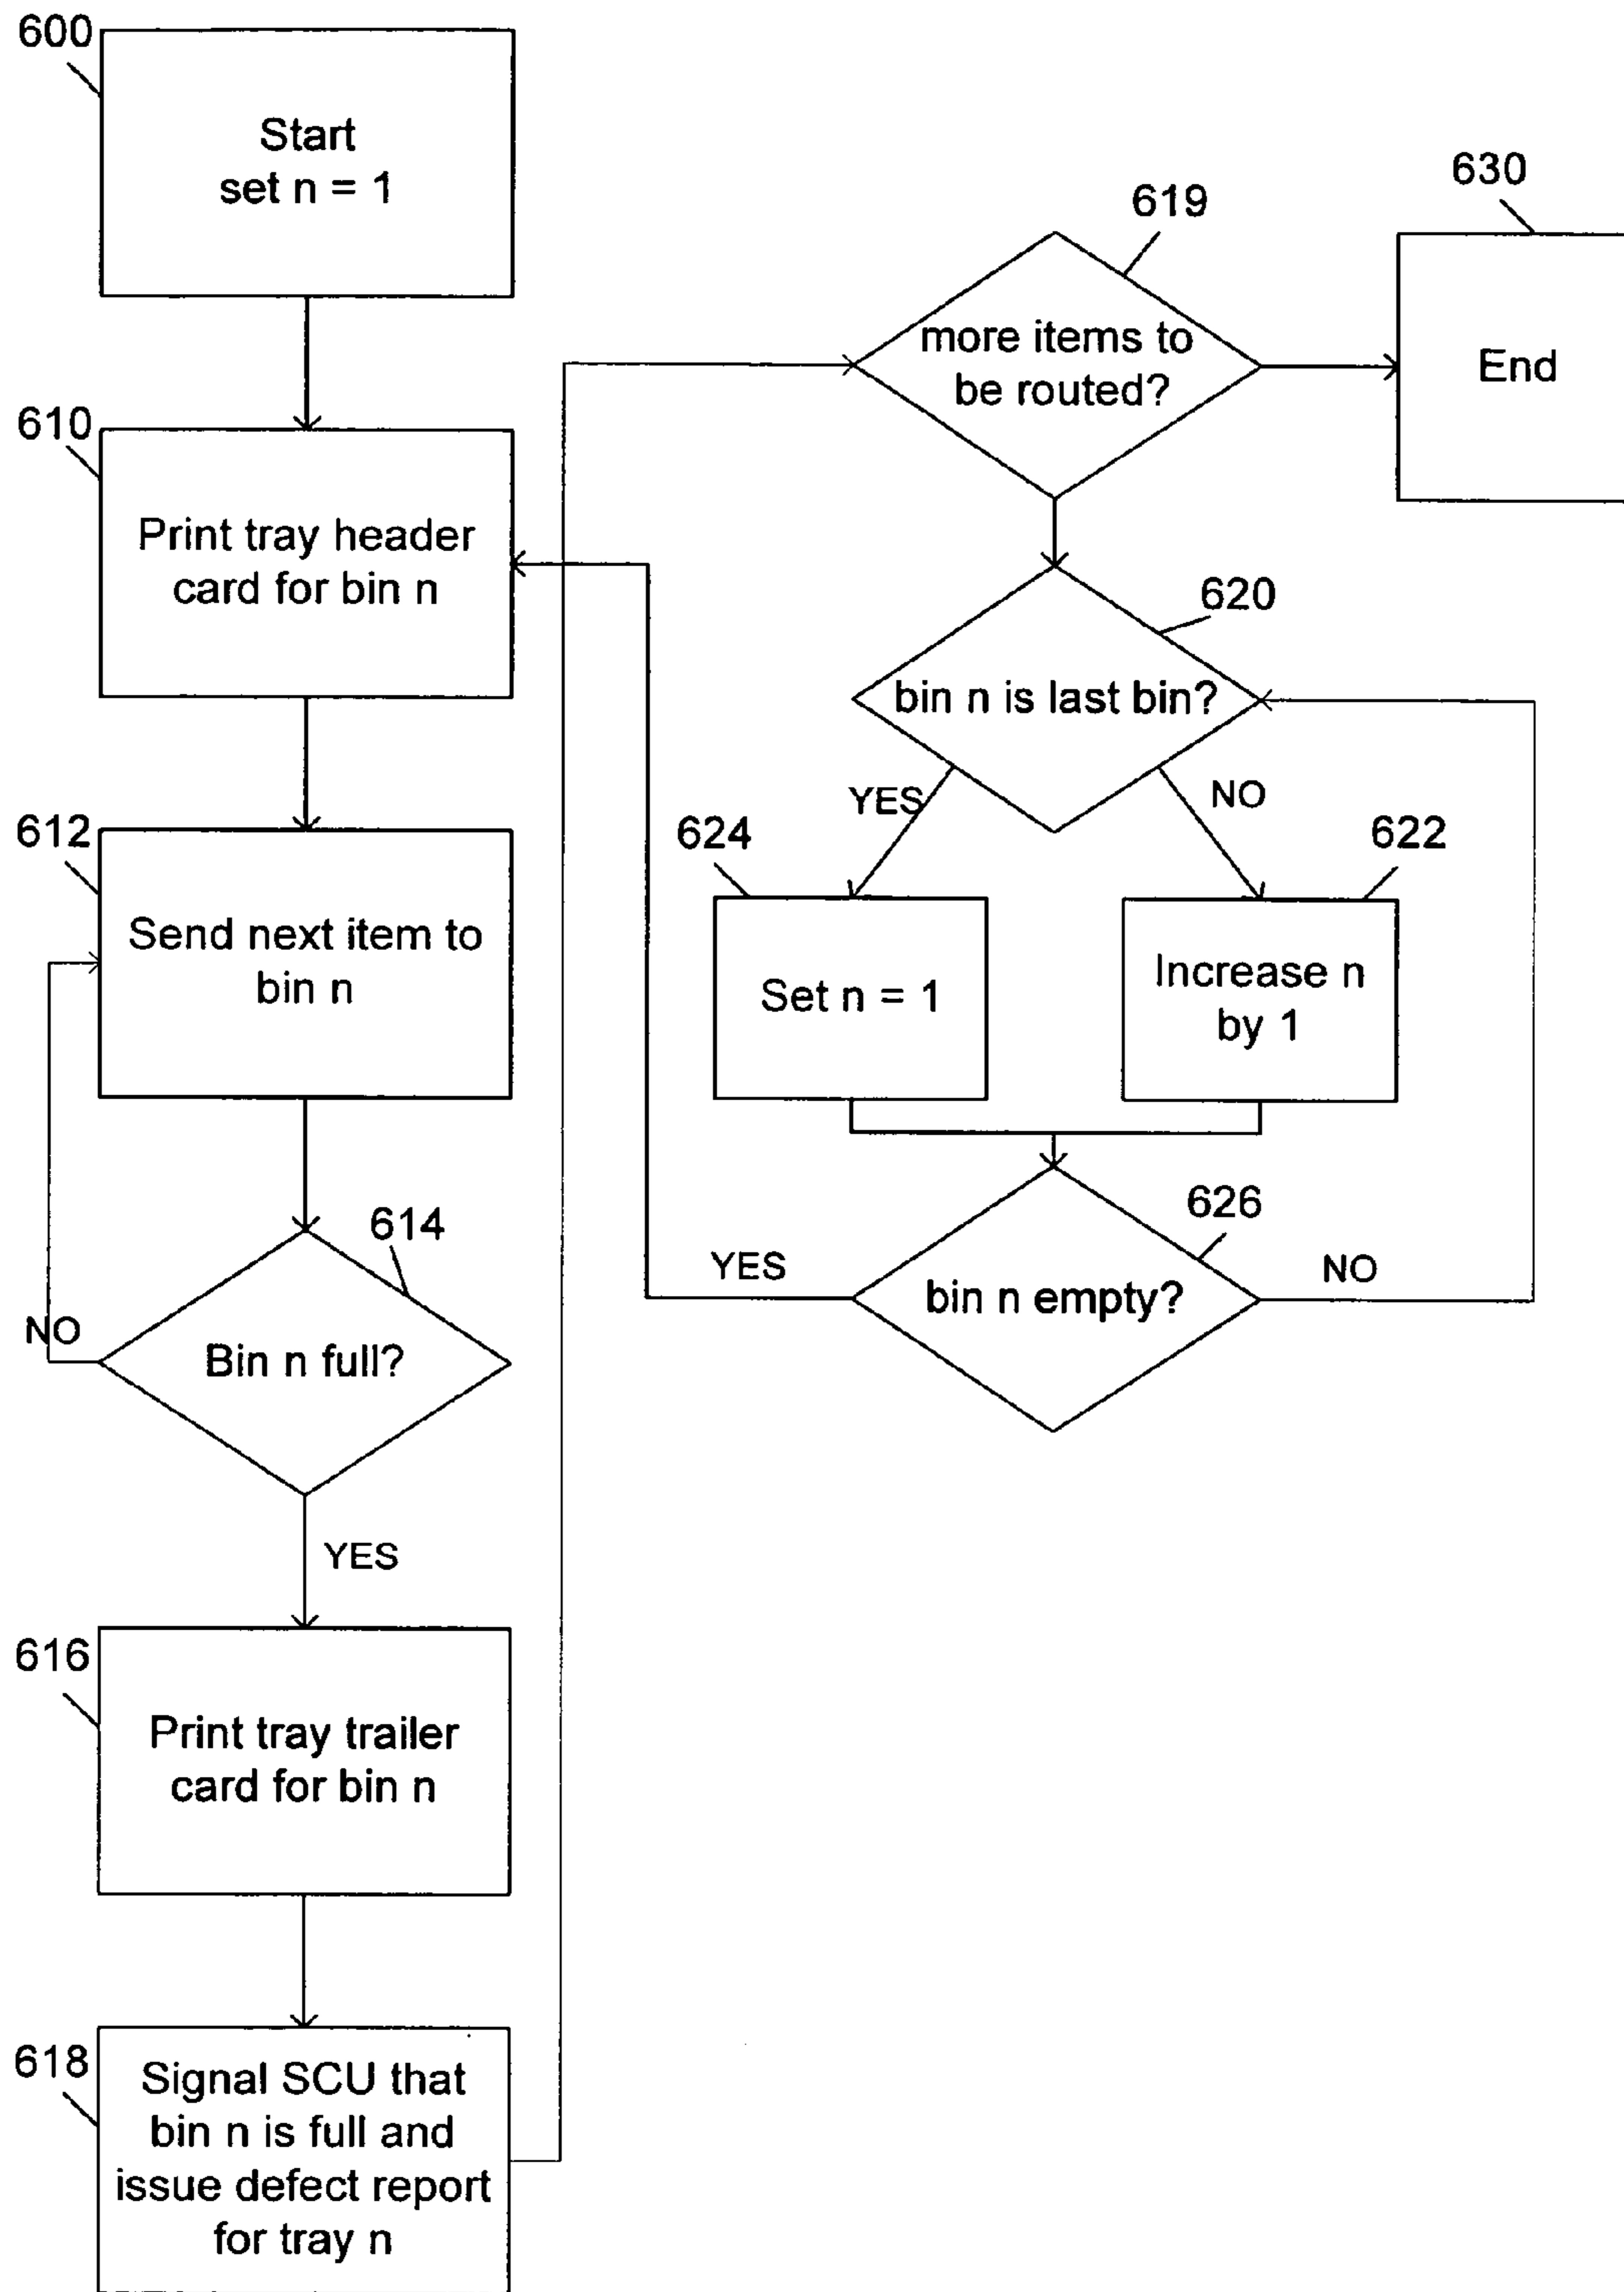 600
Start
set n = 1
610
Print tray header
card for bin n
612
Send next item to
bin n
614
NO
Bin n full?
YES
616
Print tray trailer
card for bin n
618
Signal SCU that
bin n is full and
issue defect report
for tray n
619
more items to
be routed?
630
End
620
bin n is last bin?
YES
NO
624
Set n = 1
622
Increase n
by 1
626
YES
bin n empty?
NO